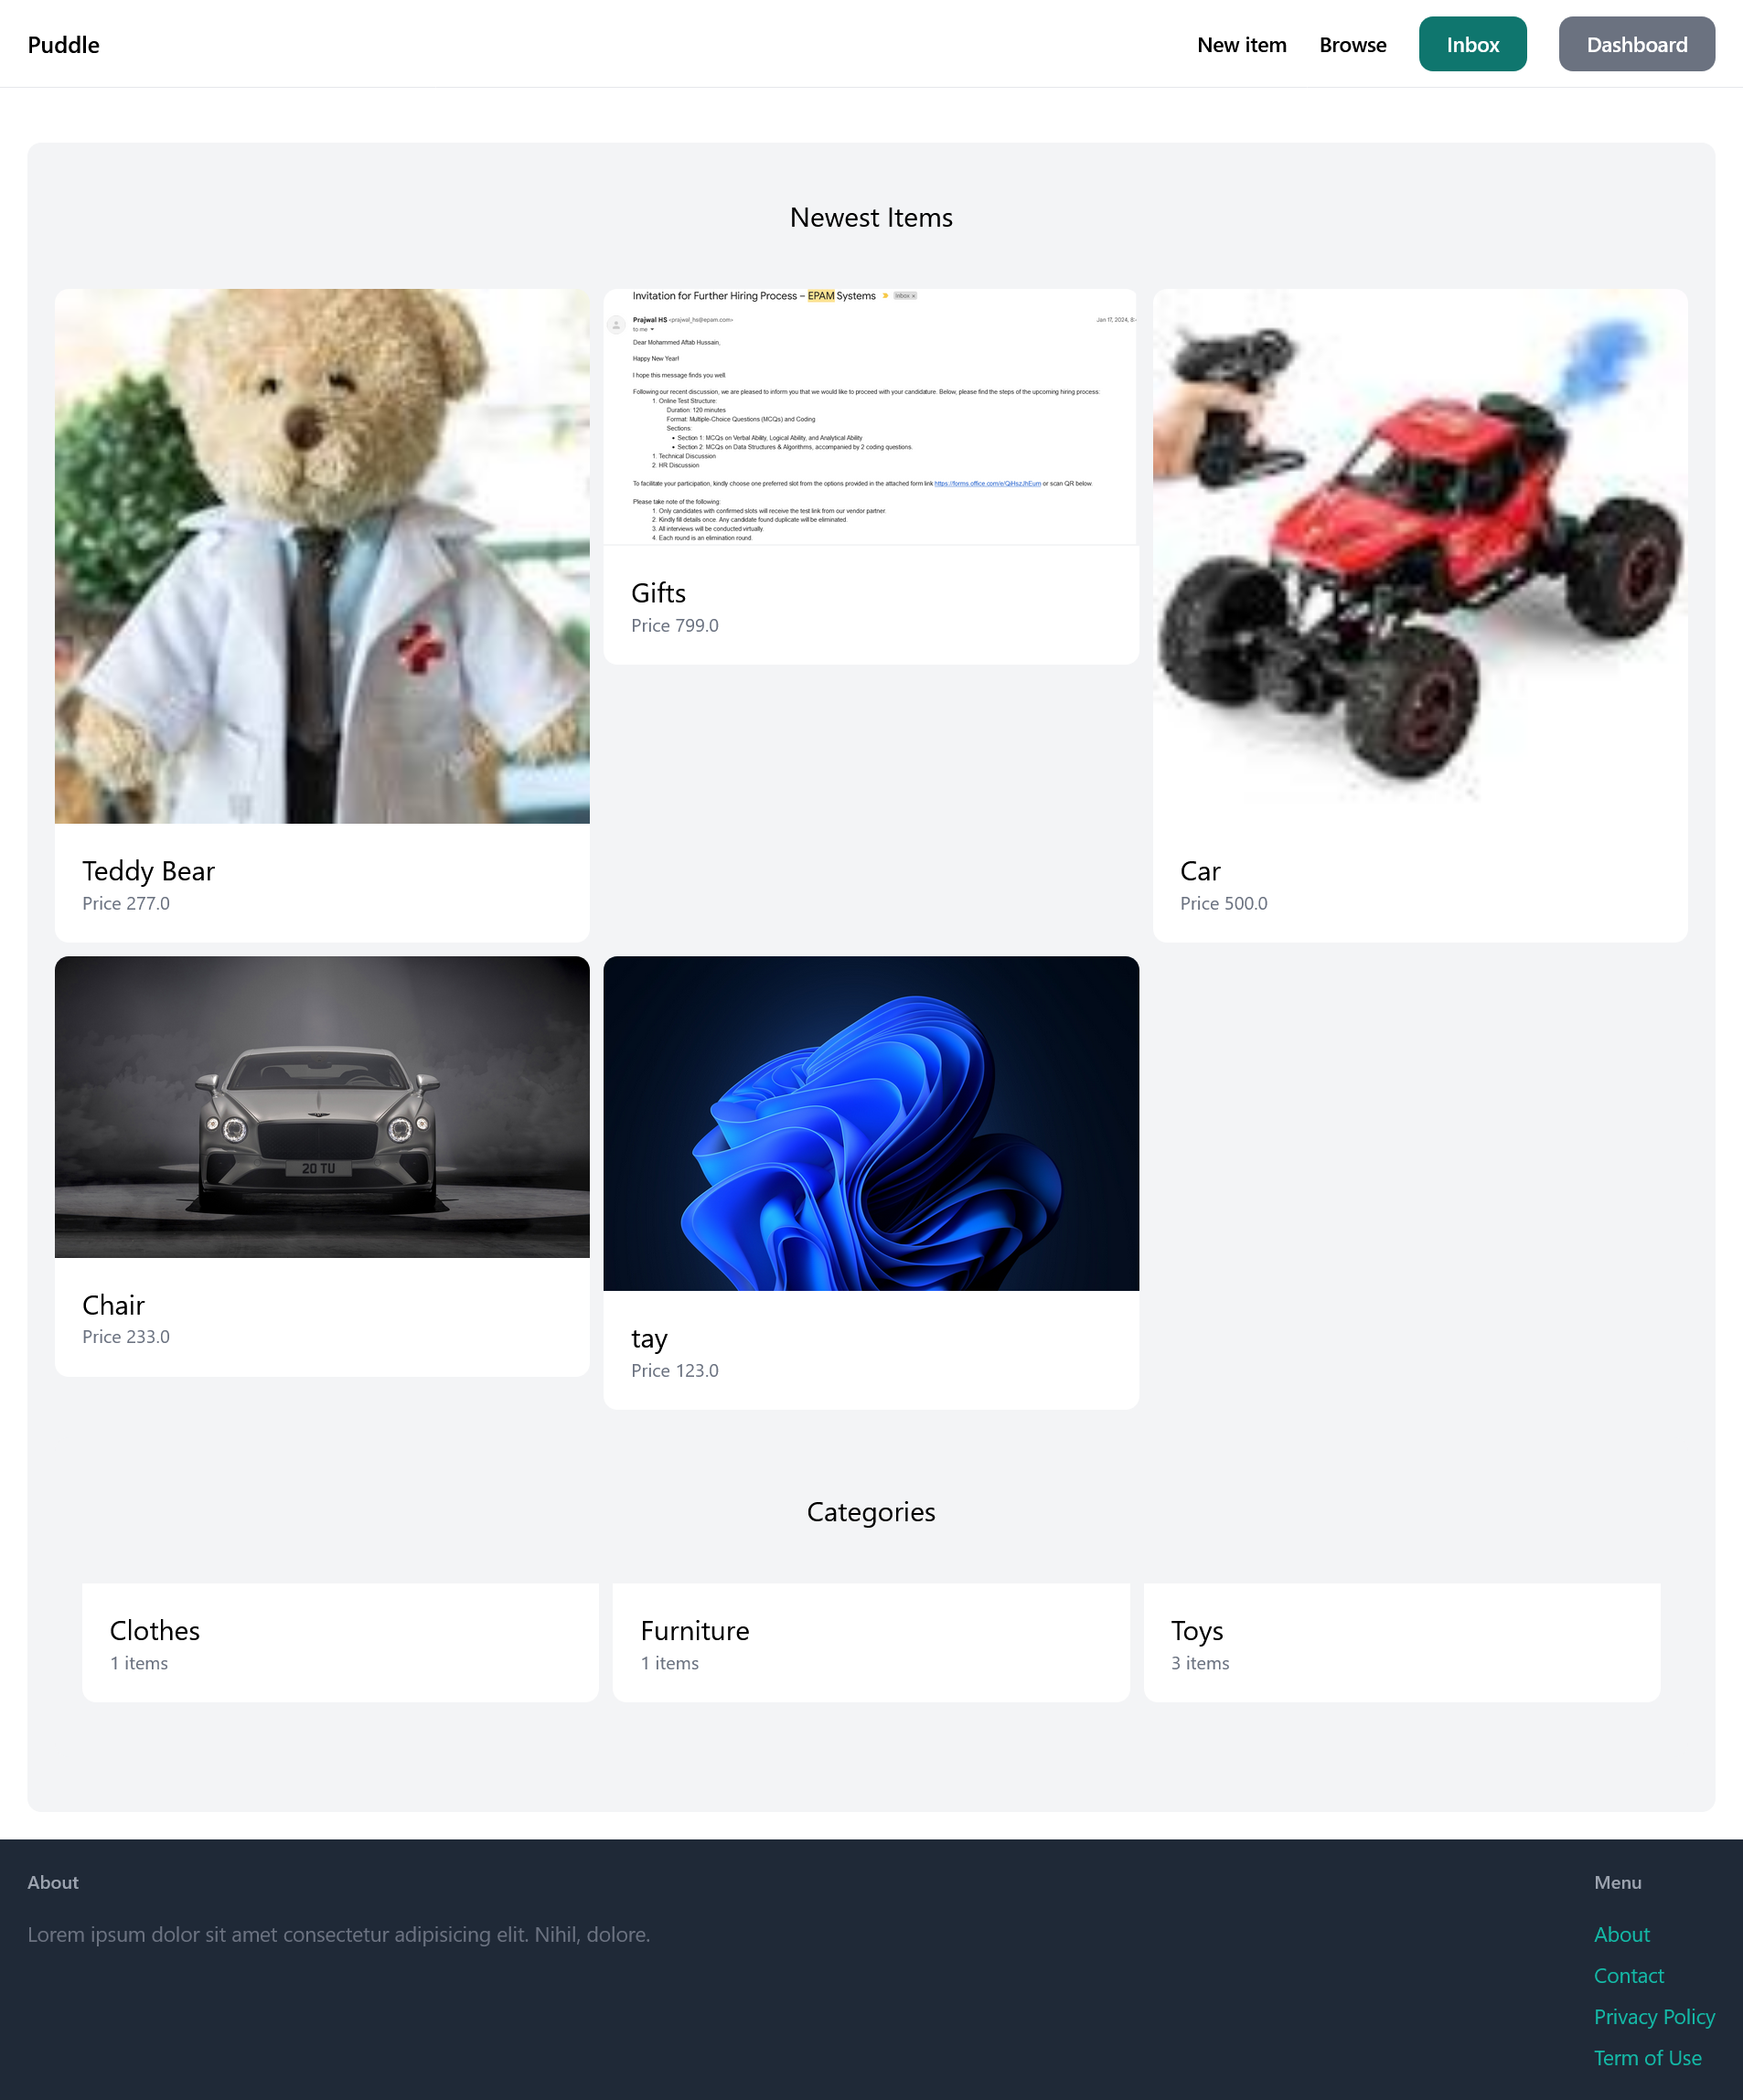 Puddle
New item
Browse
Inbox
Dashboard
Newest Items
Invitation for Further Hiring Process – EPAM Systems
Inbox ×
Prajwal HS <prajwal_hs@epam.com>
Jan 17, 2024, 8:
to me
Dear Mohammed Aftab Hussain,
Happy New Year!
I hope this message finds you well.
Following our recent discussion, we are pleased to inform you that we would like to proceed with your candidature. Below, please find the steps of the upcoming hiring process:
1. Online Test Structure:
Duration: 120 minutes
Format: Multiple-Choice Questions (MCQs) and Coding
Sections:
• Section 1: MCQs on Verbal Ability, Logical Ability, and Analytical Ability
• Section 2: MCQs on Data Structures & Algorithms, accompanied by 2 coding questions.
1. Technical Discussion
2. HR Discussion
To facilitate your participation, kindly choose one preferred slot from the options provided in the attached form link or scan QR below.
Please take note of the following:
1. Only candidates with confirmed slots will receive the test link from our vendor partner.
2. Kindly fill details once. Any candidate found duplicate will be eliminated.
3. All interviews will be conducted virtually.
4. Each round is an elimination round.
Gifts
Price 799.0
Teddy Bear
Price 277.0
Car
Price 500.0
20 TU
Chair
Price 233.0
tay
Price 123.0
Categories
Clothes
1 items
Furniture
1 items
Toys
3 items
About
Lorem ipsum dolor sit amet consectetur adipisicing elit. Nihil, dolore.
Menu
About
Contact
Privacy Policy
Term of Use